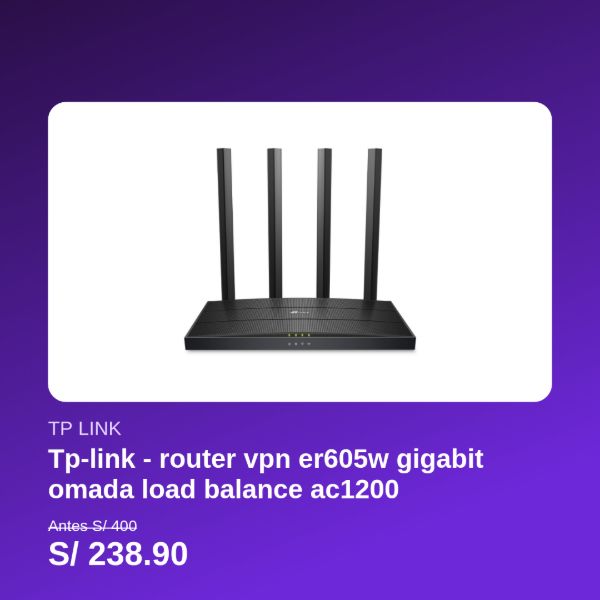 TP LINK
Tp-link - router vpn er605w gigabit
omada load balance ac1200
Antes S/ 400
S/ 238.90